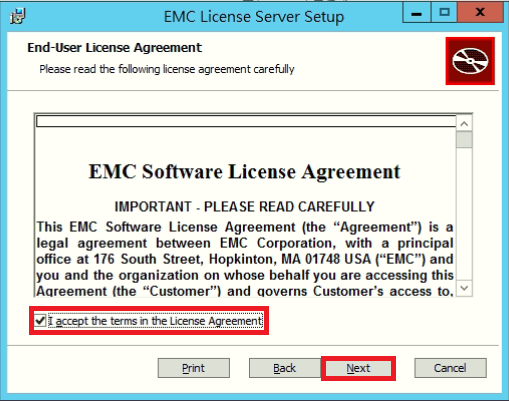 EMC License Server Setup
End-User License Agreement
Please read the following license agreement carefully
EMC Software License Agreement
IMPORTANT - PLEASE READ CAREFULLY
This EMC Software License Agreement (the “Agreement”) is a
legal agreement between EMC Corporation, with a principal
office at 176 South Street, Hopkinton, MA 01748 USA (“EMC”) and
you and the organization on whose behalf you are accessing this
Agreement (the “Customer”) and governs Customer’s access to,
I accept the terms in the License Agreement
Print Back Next Cancel